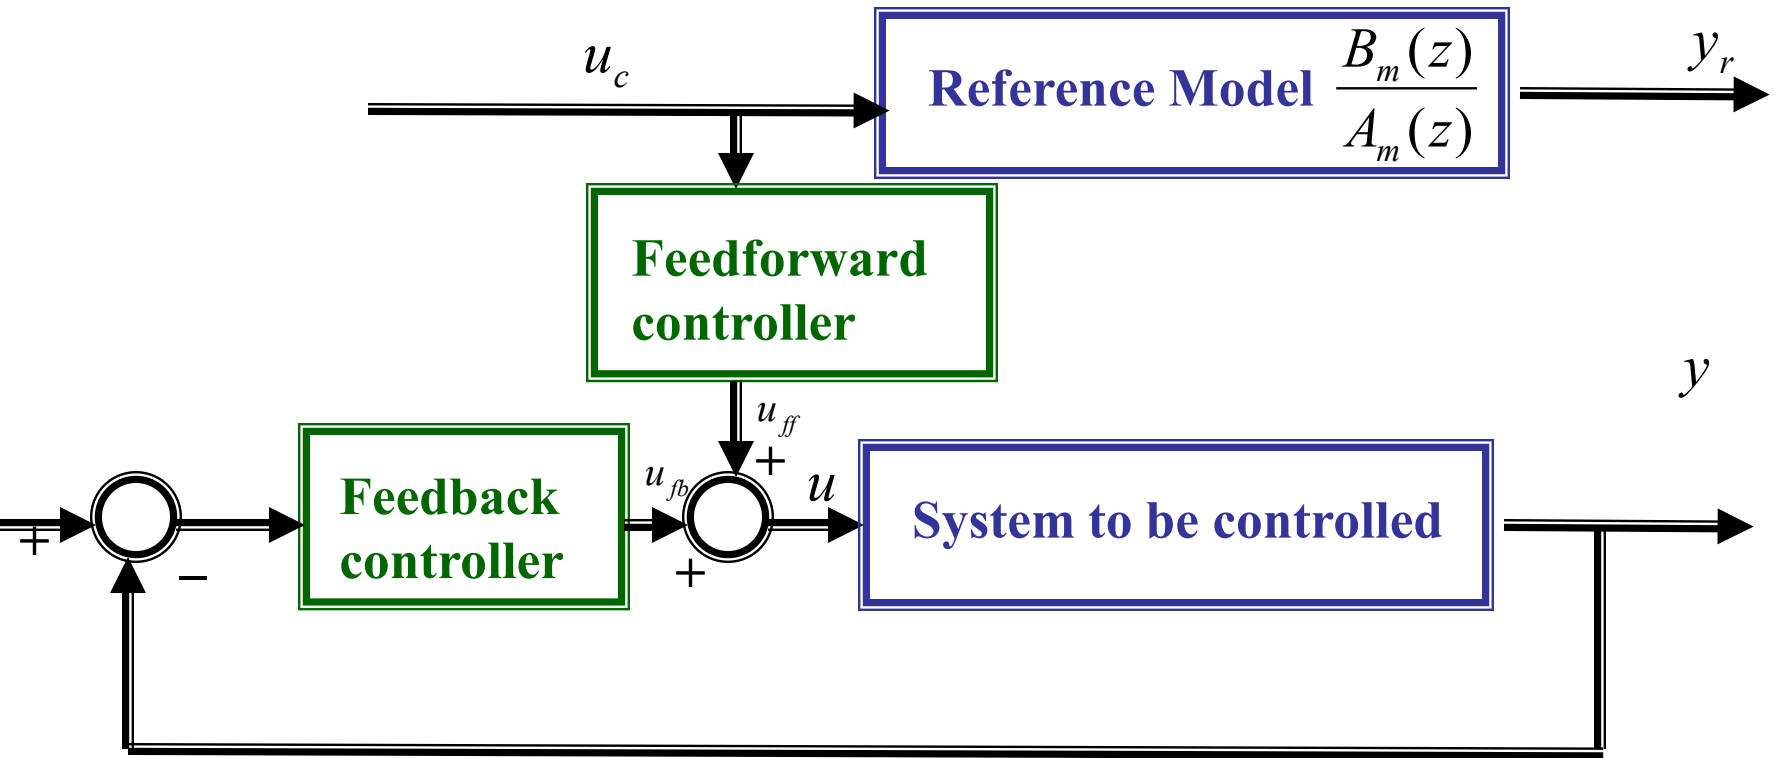 u_c
Reference Model B_m(z)
A_m(z)
y_r
Feedforward
controller
u_ff
+
y
Feedback
controller
u_fb
u
System to be controlled
+
−
+